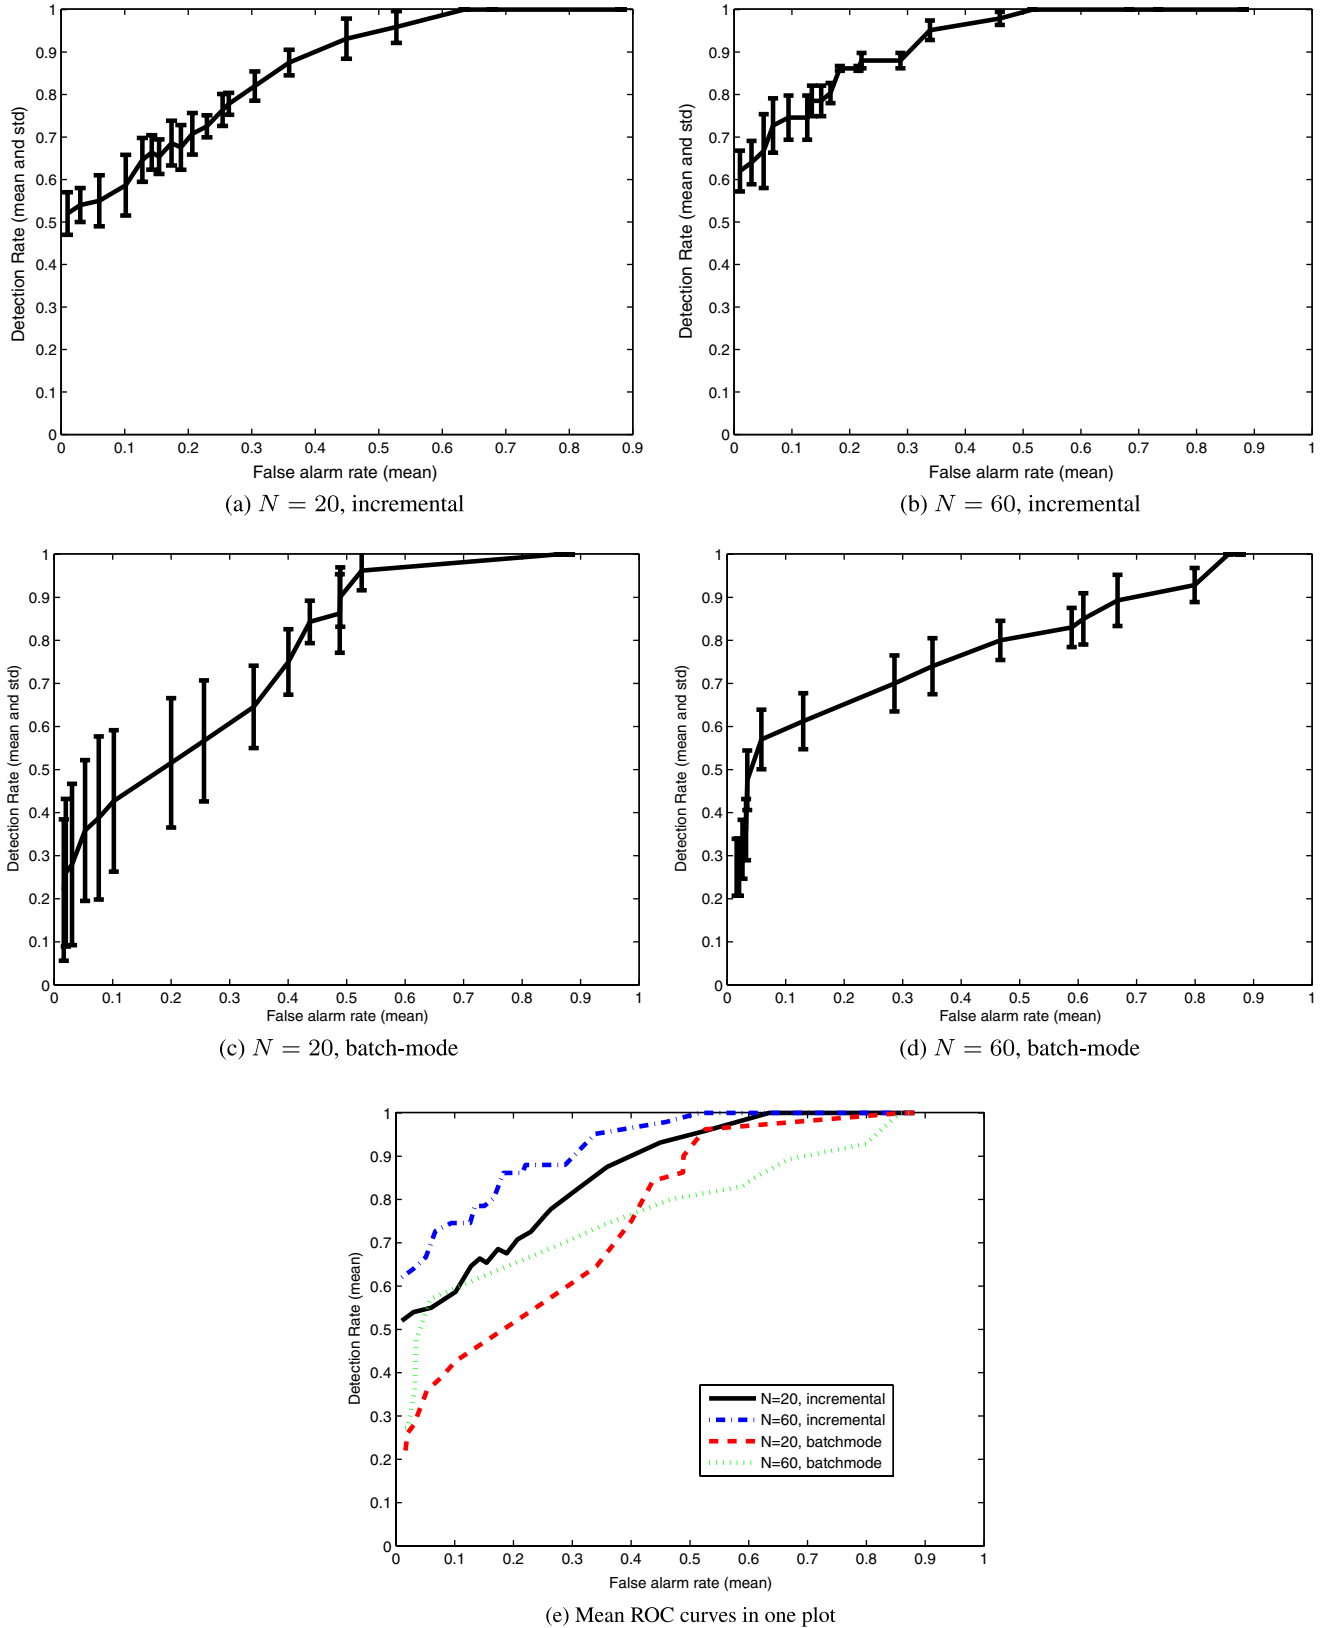 Detection Rate (mean and std)
1
0.9
0.8
0.7
0.6
0.5
0.4
0.3
0.2
0.1
0
0 0.1 0.2 0.3 0.4 0.5 0.6 0.7 0.8 0.9
False alarm rate (mean)
(a) N = 20, incremental
Detection Rate (mean and std)
1
0.9
0.8
0.7
0.6
0.5
0.4
0.3
0.2
0.1
0
0 0.1 0.2 0.3 0.4 0.5 0.6 0.7 0.8 0.9 1
False alarm rate (mean)
(b) N = 60, incremental
Detection Rate (mean and std)
1
0.9
0.8
0.7
0.6
0.5
0.4
0.3
0.2
0.1
0
0 0.1 0.2 0.3 0.4 0.5 0.6 0.7 0.8 0.9 1
False alarm rate (mean)
(c) N = 20, batch-mode
Detection Rate (mean and std)
1
0.9
0.8
0.7
0.6
0.5
0.4
0.3
0.2
0.1
0
0 0.1 0.2 0.3 0.4 0.5 0.6 0.7 0.8 0.9 1
False alarm rate (mean)
(d) N = 60, batch-mode
Detection Rate (mean)
1
0.9
0.8
0.7
0.6
0.5
0.4
0.3
0.2
0.1
0
0 0.1 0.2 0.3 0.4 0.5 0.6 0.7 0.8 0.9 1
N=20, incremental
N=60, incremental
N=20, batchmode
N=60, batchmode
False alarm rate (mean)
(e) Mean ROC curves in one plot